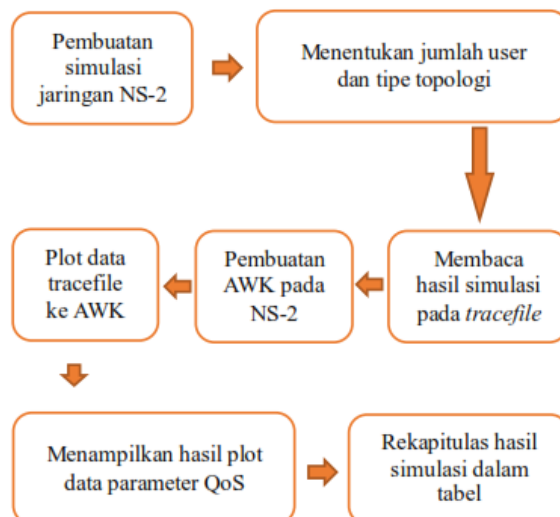 Pembuatan
simulasi
jaringan NS-2
Menentukan jumlah user
dan tipe topologi
Membaca
hasil simulasi
pada tracefile
Pembuatan
AWK pada
NS-2
Plot data
tracefile
ke AWK
Menampilkan hasil plot
data parameter QoS
Rekapitulas hasil
simulasi dalam
tabel